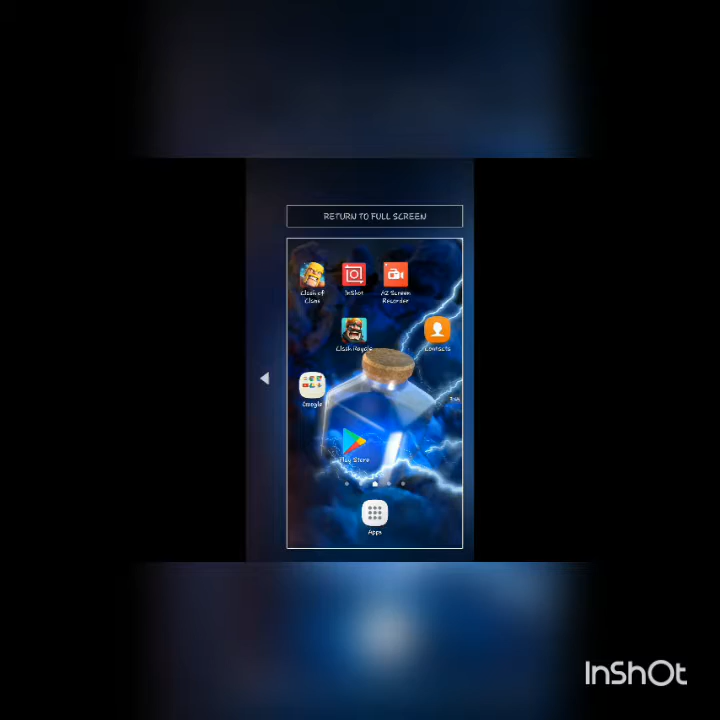 RETURN TO FULL SCREEN
Clash of
Clans
InShot
AZ Screen
Recorder
Clash Royale
Contacts
Google
Play Store
Apps
InShOt